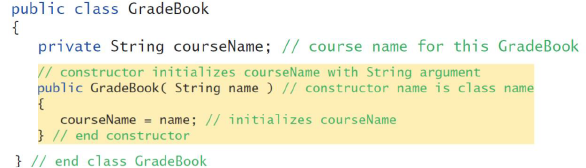 public class GradeBook
{
private String courseName; // course name for this GradeBook
// constructor initializes courseName with String argument
public GradeBook( String name ) // constructor name is class name
{
courseName = name; // initializes courseName
} // end constructor
} // end class GradeBook